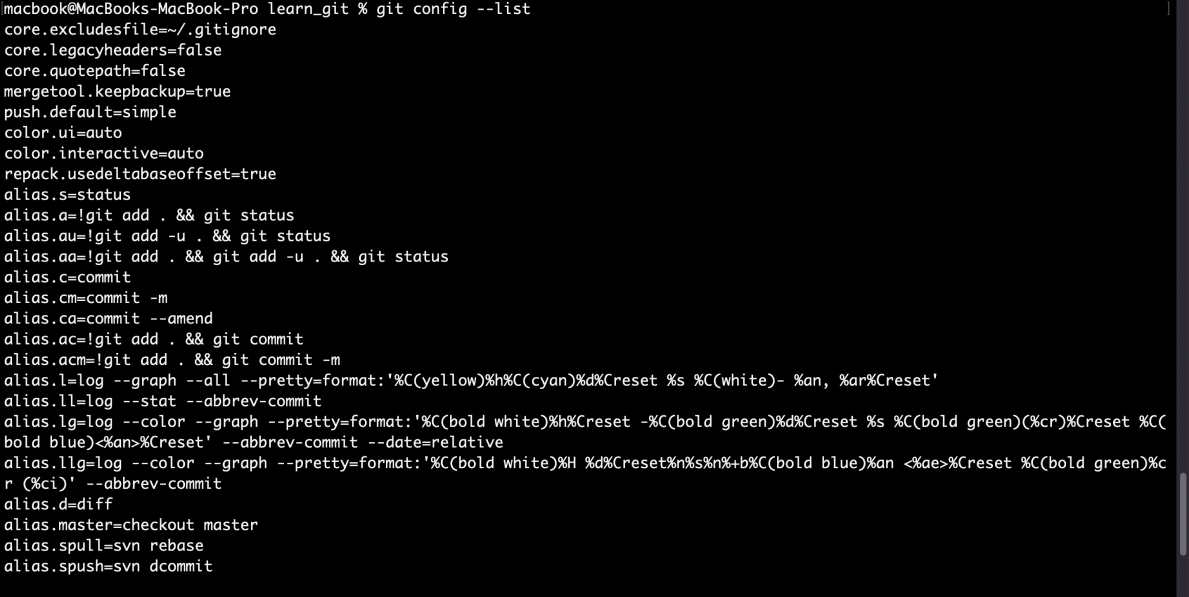 macbook@MacBooks-MacBook-Pro learn_git % git config --list
core.excludesfile=~/.gitignore
core.legacyheaders=false
core.quotepath=false
mergetool.keepbackup=true
push.default=simple
color.ui=auto
color.interactive=auto
repack.usedeltabaseoffset=true
alias.s=status
alias.a=!git add . && git status
alias.au=!git add -u . && git status
alias.aa=!git add . && git add -u . && git status
alias.c=commit
alias.cm=commit -m
alias.ca=commit --amend
alias.ac=!git add . && git commit
alias.acm=!git add . && git commit -m
alias.l=log --graph --all --pretty=format:'%C(yellow)%h%C(cyan)%d%Creset %s %C(white)- %an, %ar%Creset'
alias.ll=log --stat --abbrev-commit
alias.lg=log --color --graph --pretty=format:'%C(bold white)%h%Creset -%C(bold green)%d%Creset %s %C(bold green)(%cr)%Creset %C(
bold blue)<%an>%Creset' --abbrev-commit --date=relative
alias.llg=log --color --graph --pretty=format:'%C(bold white)%H %d%Creset%n%s%n%+b%C(bold blue)%an <%ae>%Creset %C(bold green)%c
r (%ci)' --abbrev-commit
alias.d=diff
alias.master=checkout master
alias.spull=svn rebase
alias.spush=svn dcommit